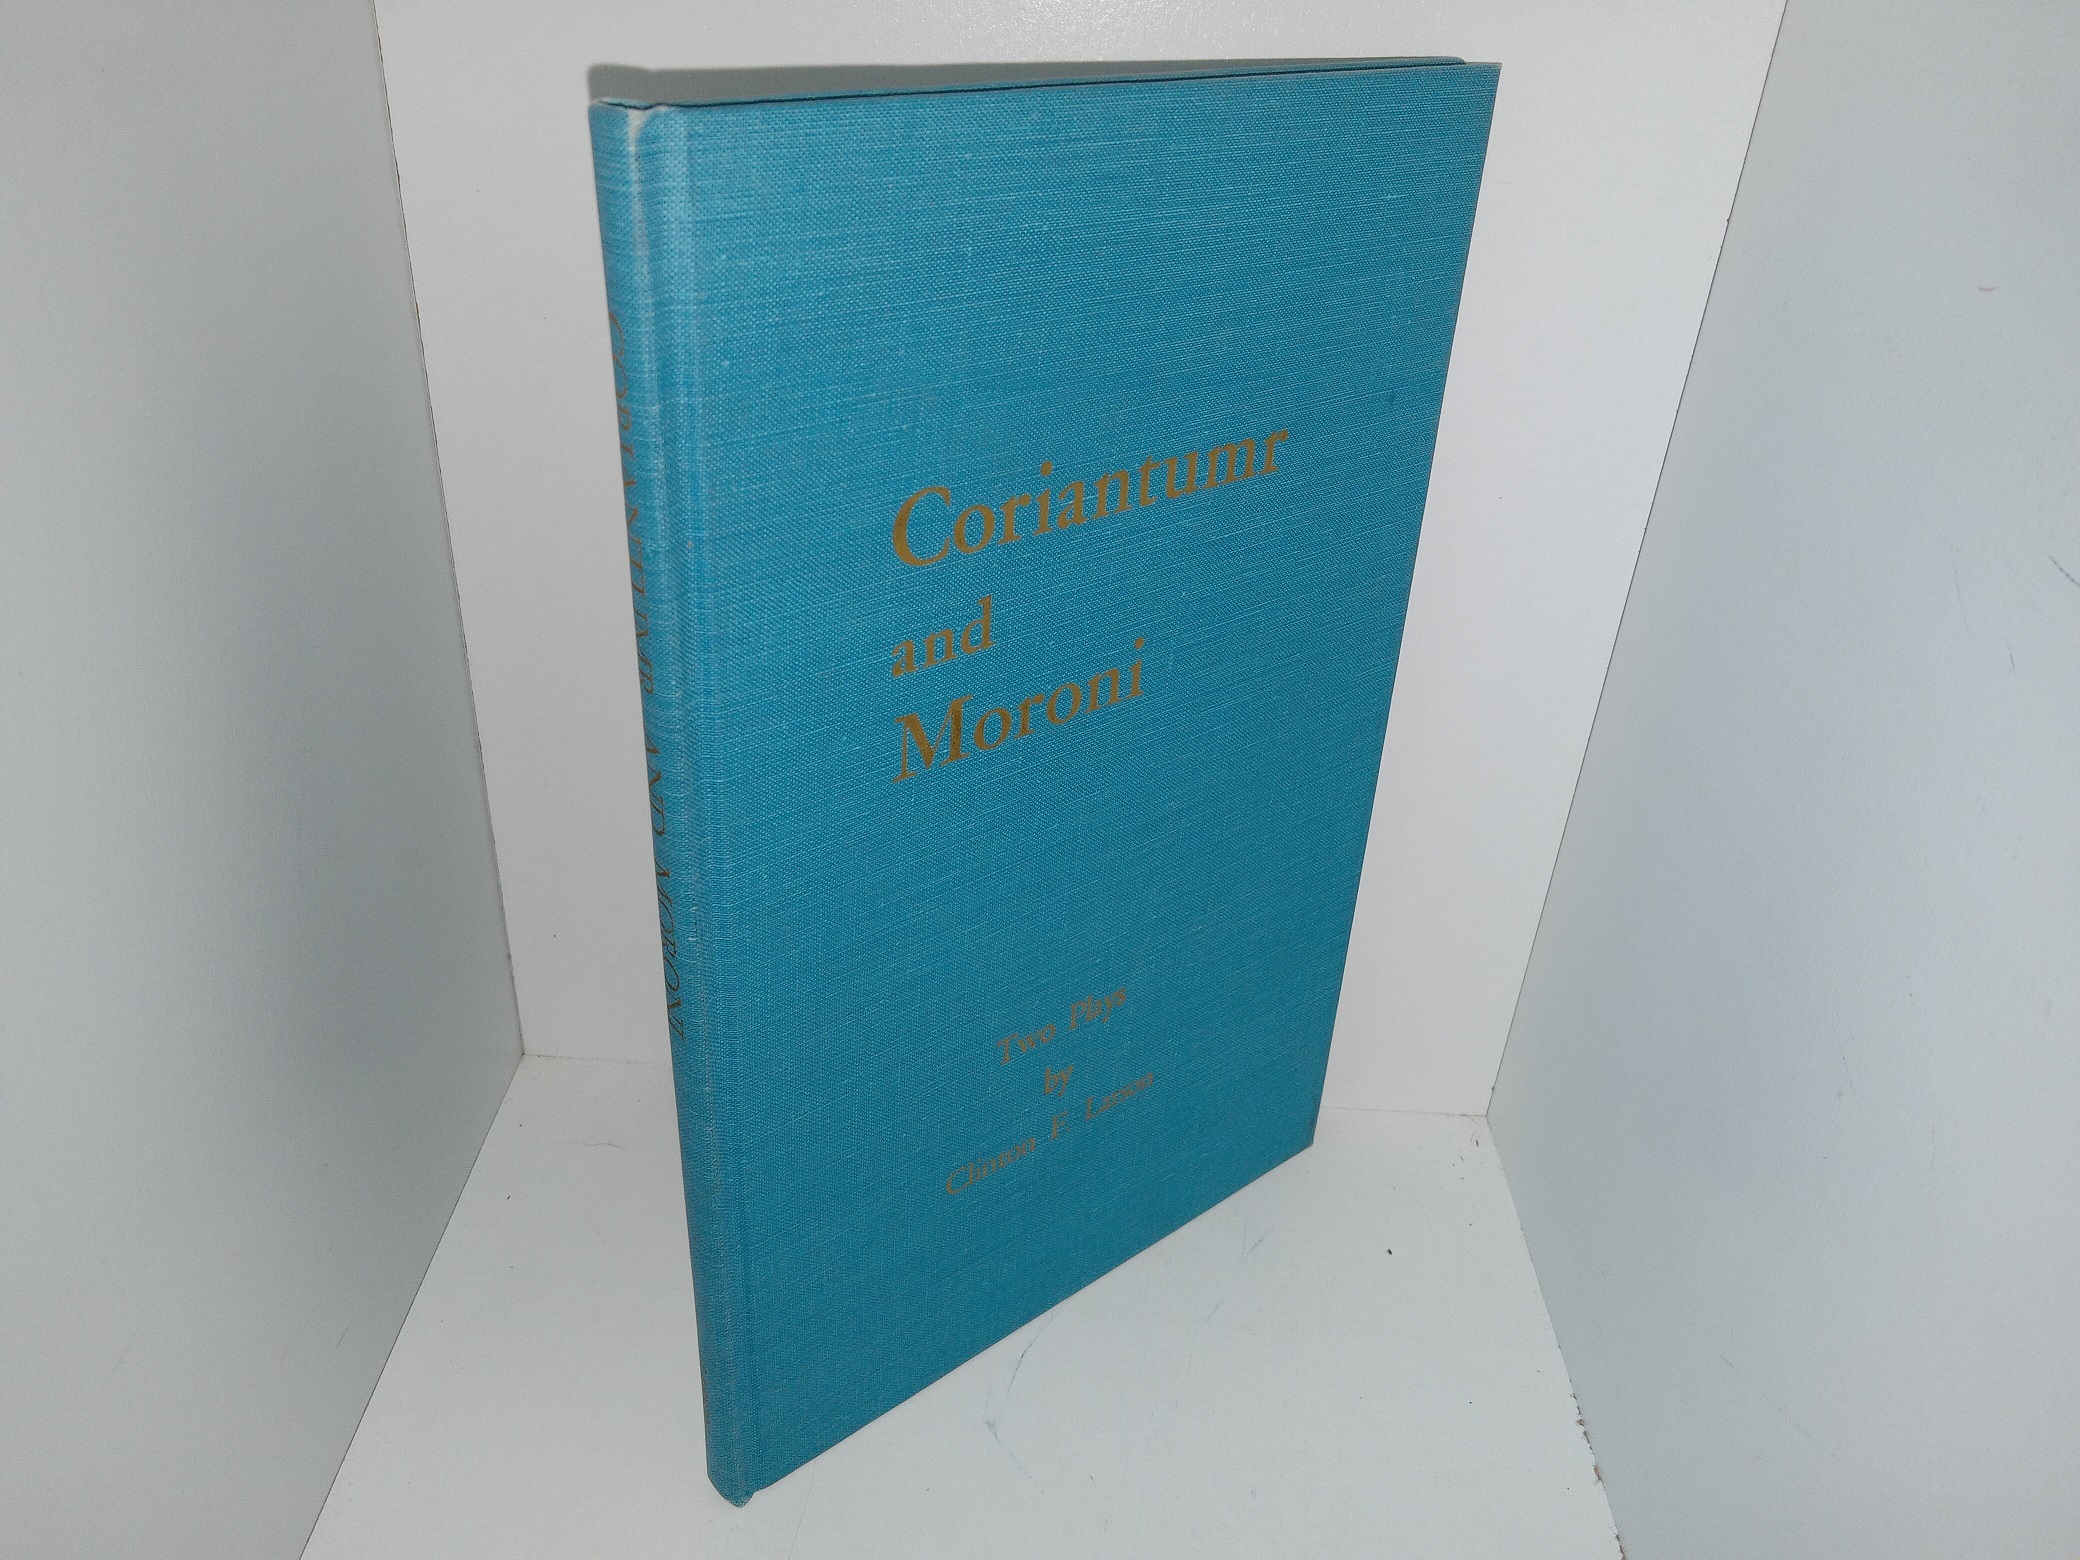 Coriantumr
and
Moroni
Two Plays
by
Clinton F. Larson
CORIANTUMR AND MORONI